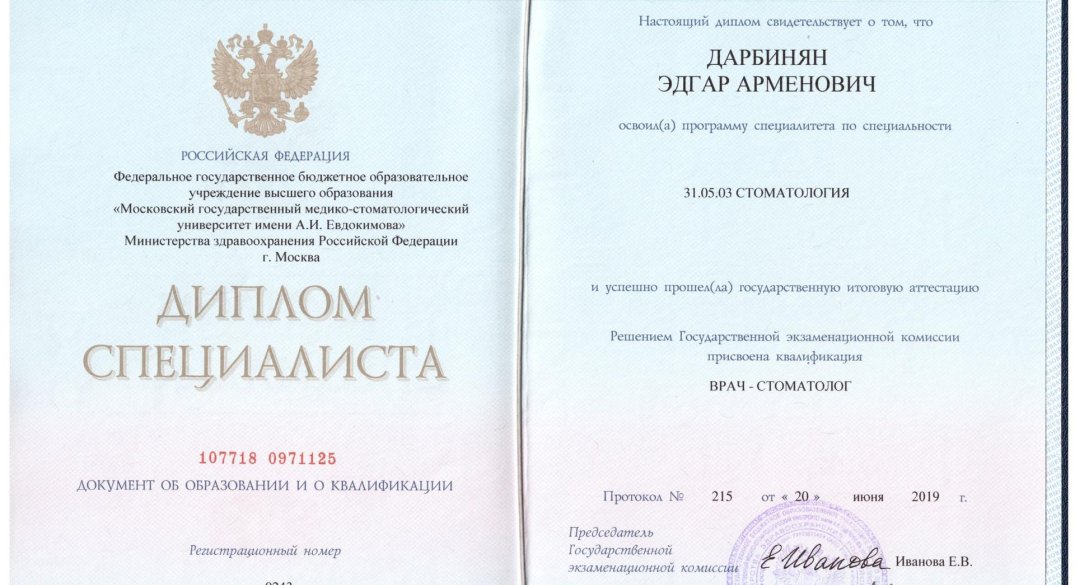 РОССИЙСКАЯ ФЕДЕРАЦИЯ
Федеральное государственное бюджетное образовательное
учреждение высшего образования
«Московский государственный медико-стоматологический
университет имени А.И. Евдокимова»
Министерства здравоохранения Российской Федерации
г. Москва
ДИПЛОМ
СПЕЦИАЛИСТА
107718 0971125
ДОКУМЕНТ ОБ ОБРАЗОВАНИИ И О КВАЛИФИКАЦИИ
Регистрационный номер
Настоящий диплом свидетельствует о том, что
ДАРБИНЯН
ЭДГАР АРМЕНОВИЧ
освоил(а) программу специалитета по специальности
31.05.03 СТОМАТОЛОГИЯ
и успешно прошел(ла) государственную итоговую аттестацию
Решением Государственной экзаменационной комиссии
присвоена квалификация
ВРАЧ - СТОМАТОЛОГ
Протокол № 215 от « 20 » июня 2019 г.
Председатель
Государственной
экзаменационной комиссии Е.Иванова Иванова Е.В.